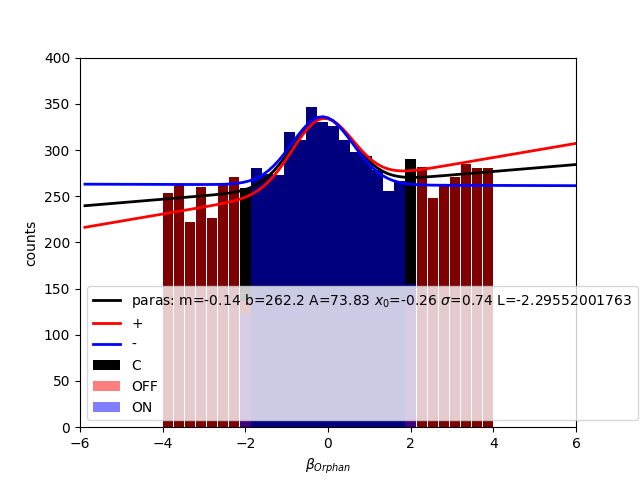 400
350
300
250
200
150
100
50
0
counts
paras: m=-0.14 b=262.2 A=73.83 x₀=-0.26 σ=0.74 L=-2.29552001763
+
-
C
OFF
ON
−6 −4 −2 0 2 4 6
β_Orphan